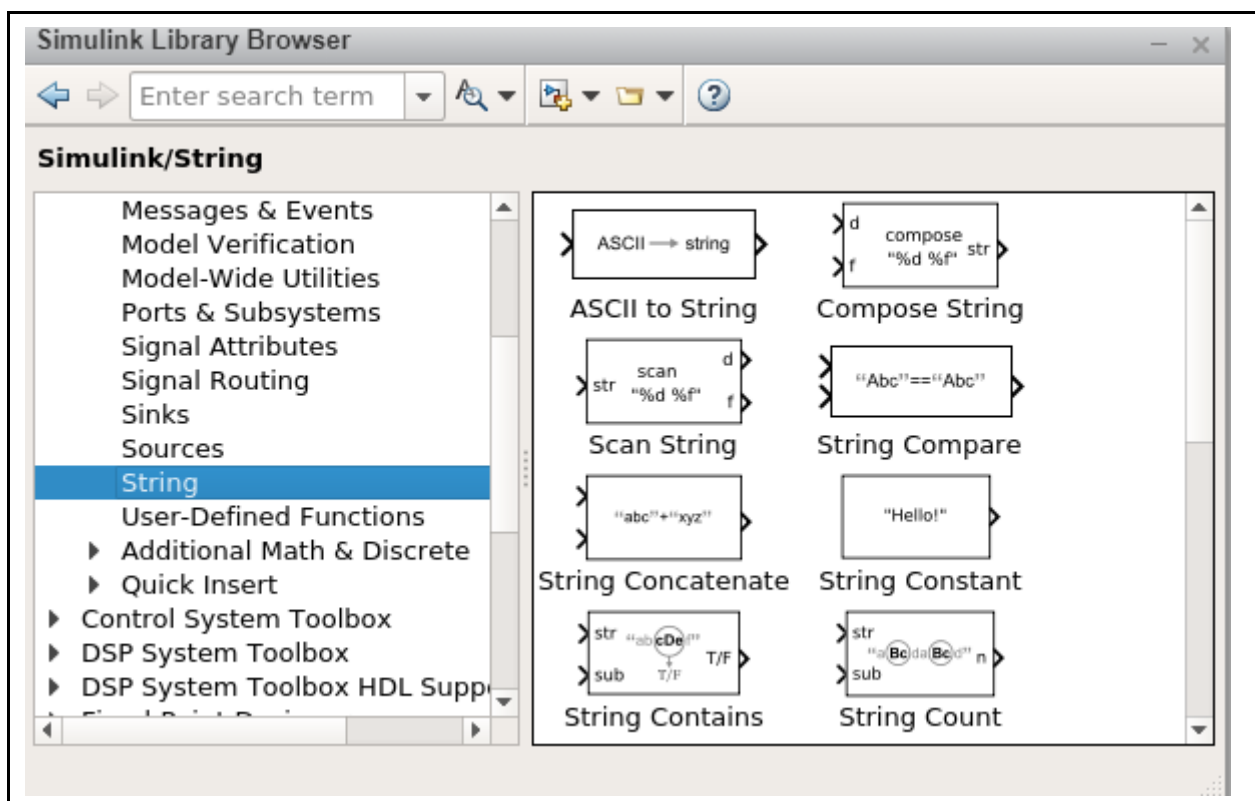 Simulink Library Browser
Enter search term
Simulink/String
Messages & Events
Model Verification
Model-Wide Utilities
Ports & Subsystems
Signal Attributes
Signal Routing
Sinks
Sources
String
User-Defined Functions
Additional Math & Discrete
Quick Insert
Control System Toolbox
DSP System Toolbox
DSP System Toolbox HDL Supp
ASCII → string
ASCII to String
d
compose
"%d %f"
str
f
Compose String
str
scan
"%d %f"
d
f
Scan String
“Abc”==“Abc”
String Compare
“abc”+“xyz”
String Concatenate
"Hello!"
String Constant
str
“abcDef”
T/F
sub
T/F
String Contains
str
“aBcdaBcd”
n
sub
String Count